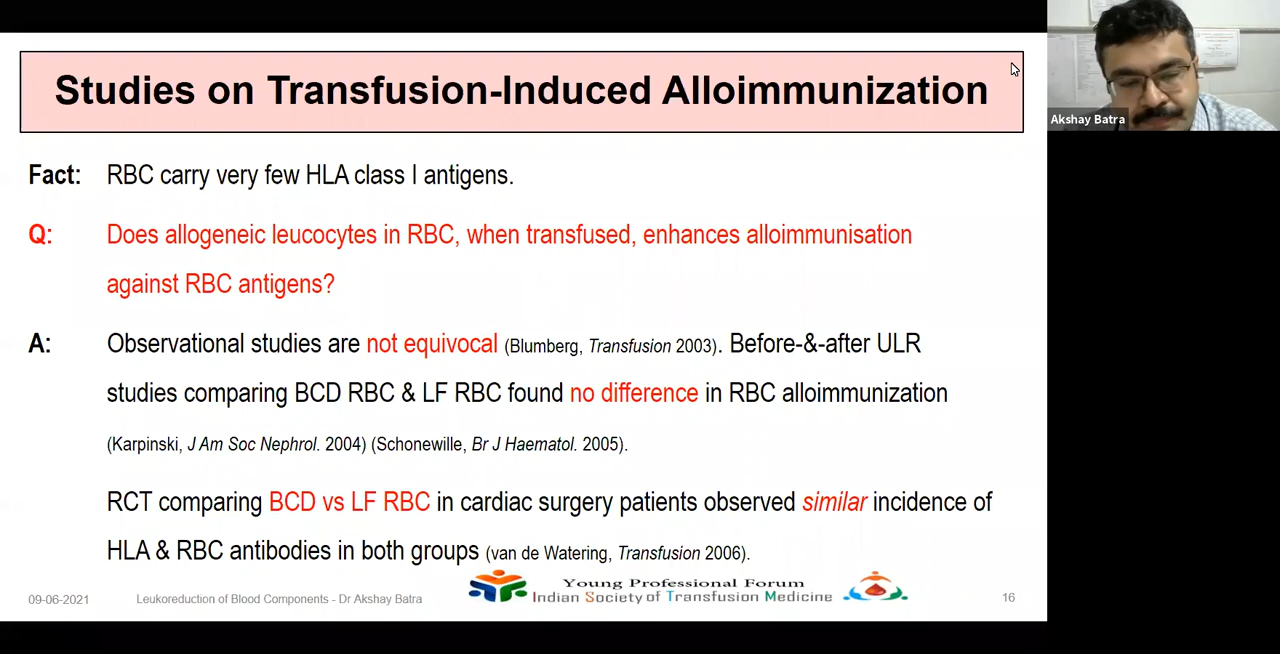 Studies on Transfusion-Induced Alloimmunization
Akshay Batra
Fact: RBC carry very few HLA class I antigens.
Q: Does allogeneic leucocytes in RBC, when transfused, enhances alloimmunisation
against RBC antigens?
A: Observational studies are not equivocal (Blumberg, Transfusion 2003). Before-&-after ULR
studies comparing BCD RBC & LF RBC found no difference in RBC alloimmunization
(Karpinski, J Am Soc Nephrol. 2004) (Schonewille, Br J Haematol. 2005).
RCT comparing BCD vs LF RBC in cardiac surgery patients observed similar incidence of
HLA & RBC antibodies in both groups (van de Watering, Transfusion 2006).
Young Professional Forum
Indian Society of Transfusion Medicine
09-06-2021
Leukoreduction of Blood Components - Dr Akshay Batra
16